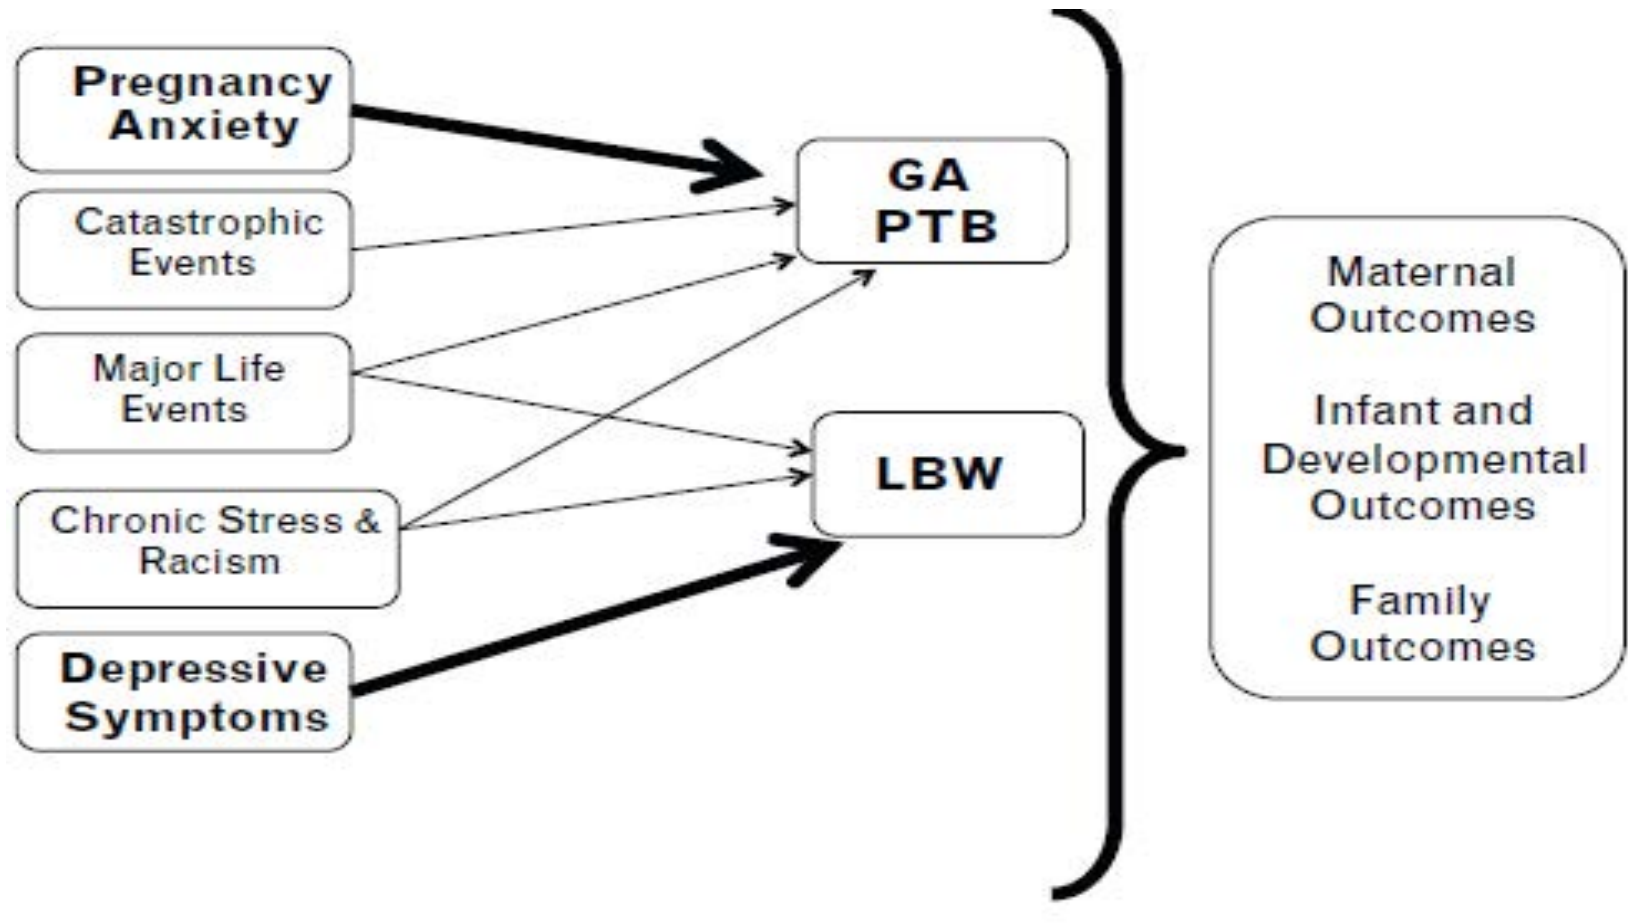 Pregnancy
Anxiety
Catastrophic
Events
Major Life
Events
Chronic Stress &
Racism
Depressive
Symptoms
GA
PTB
LBW
Maternal
Outcomes
Infant and
Developmental
Outcomes
Family
Outcomes